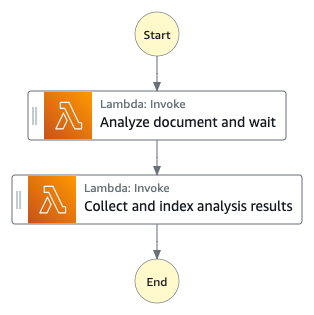 Start
Lambda: Invoke
Analyze document and wait
Lambda: Invoke
Collect and index analysis results
End